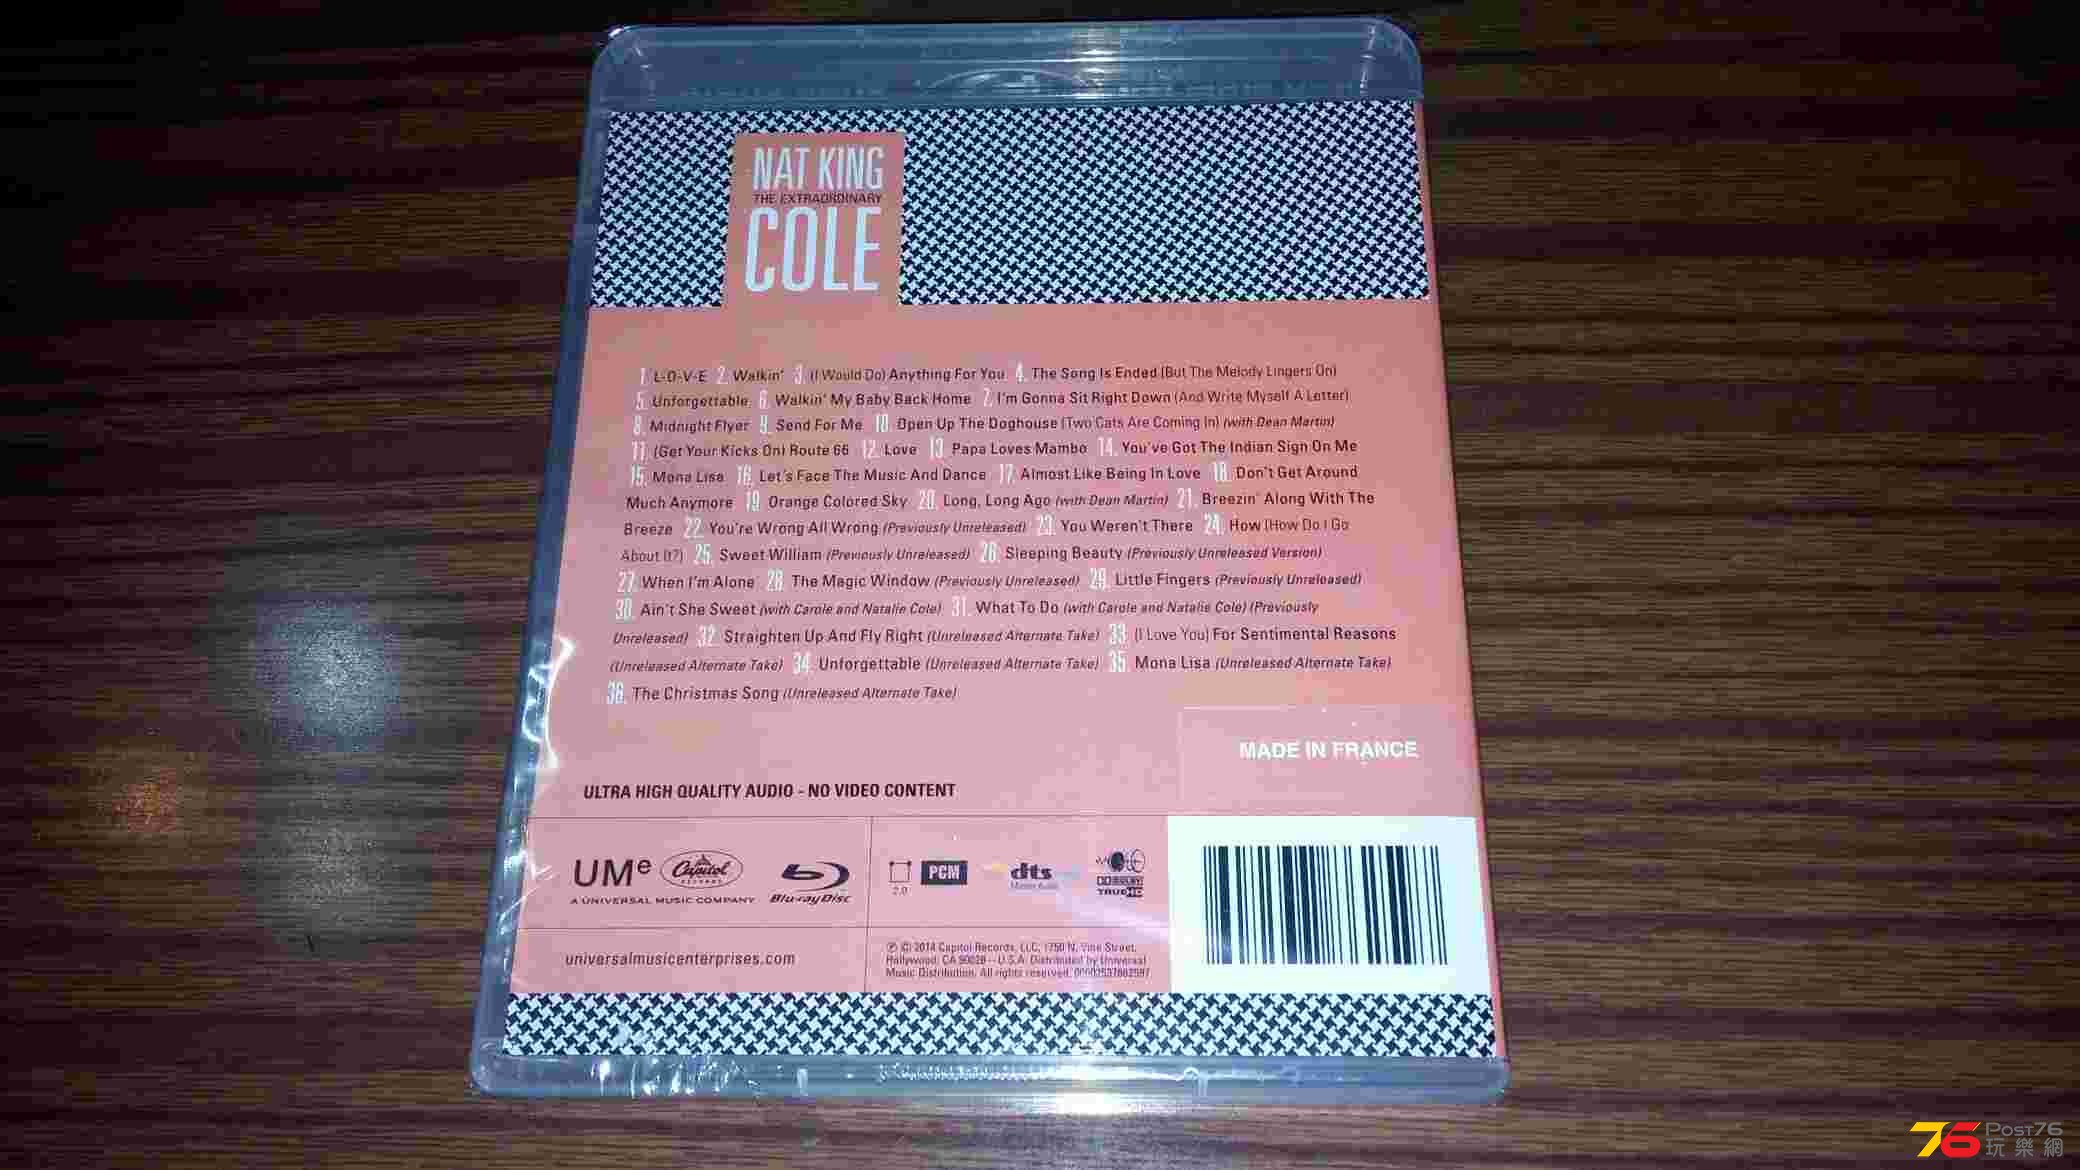 NAT KING
THE EXTRAORDINARY
COLE
1. L-O-V-E 2. Walkin' 3. (I Would Do) Anything For You 4. The Song Is Ended (But The Melody Lingers On)
5. Unforgettable 6. Walkin' My Baby Back Home 7. I'm Gonna Sit Right Down (And Write Myself A Letter)
8. Midnight Flyer 9. Send For Me 10. Open Up The Doghouse (Two Cats Are Coming In) (with Dean Martin)
11. (Get Your Kicks On) Route 66 12. Love 13. Papa Loves Mambo 14. You've Got The Indian Sign On Me
15. Mona Lisa 16. Let's Face The Music And Dance 17. Almost Like Being In Love 18. Don't Get Around
Much Anymore 19. Orange Colored Sky 20. Long, Long Ago (with Dean Martin) 21. Breezin' Along With The
Breeze 22. You're Wrong All Wrong (Previously Unreleased) 23. You Weren't There 24. How (How Do I Go
About It?) 25. Sweet William (Previously Unreleased) 26. Sleeping Beauty (Previously Unreleased Version)
27. When I'm Alone 28. The Magic Window (Previously Unreleased) 29. Little Fingers (Previously Unreleased)
30. Ain't She Sweet (with Carole and Natalie Cole) 31. What To Do (with Carole and Natalie Cole) (Previously
Unreleased) 32. Straighten Up And Fly Right (Unreleased Alternate Take) 33. (I Love You) For Sentimental Reasons
(Unreleased Alternate Take) 34. Unforgettable (Unreleased Alternate Take) 35. Mona Lisa (Unreleased Alternate Take)
36. The Christmas Song (Unreleased Alternate Take)
MADE IN FRANCE
ULTRA HIGH QUALITY AUDIO - NO VIDEO CONTENT
UMe Capitol RECORDS
A UNIVERSAL MUSIC COMPANY
Blu-ray Disc
2.0
PCM
dts
Master Audio
DOLBY
TRUEHD
universalmusicenterprises.com
℗ © 2014 Capitol Records, LLC, 1750 N. Vine Street,
Hollywood, CA 90028 – U.S.A. Distributed by Universal
Music Distribution. All rights reserved.
76 POST76
玩樂網